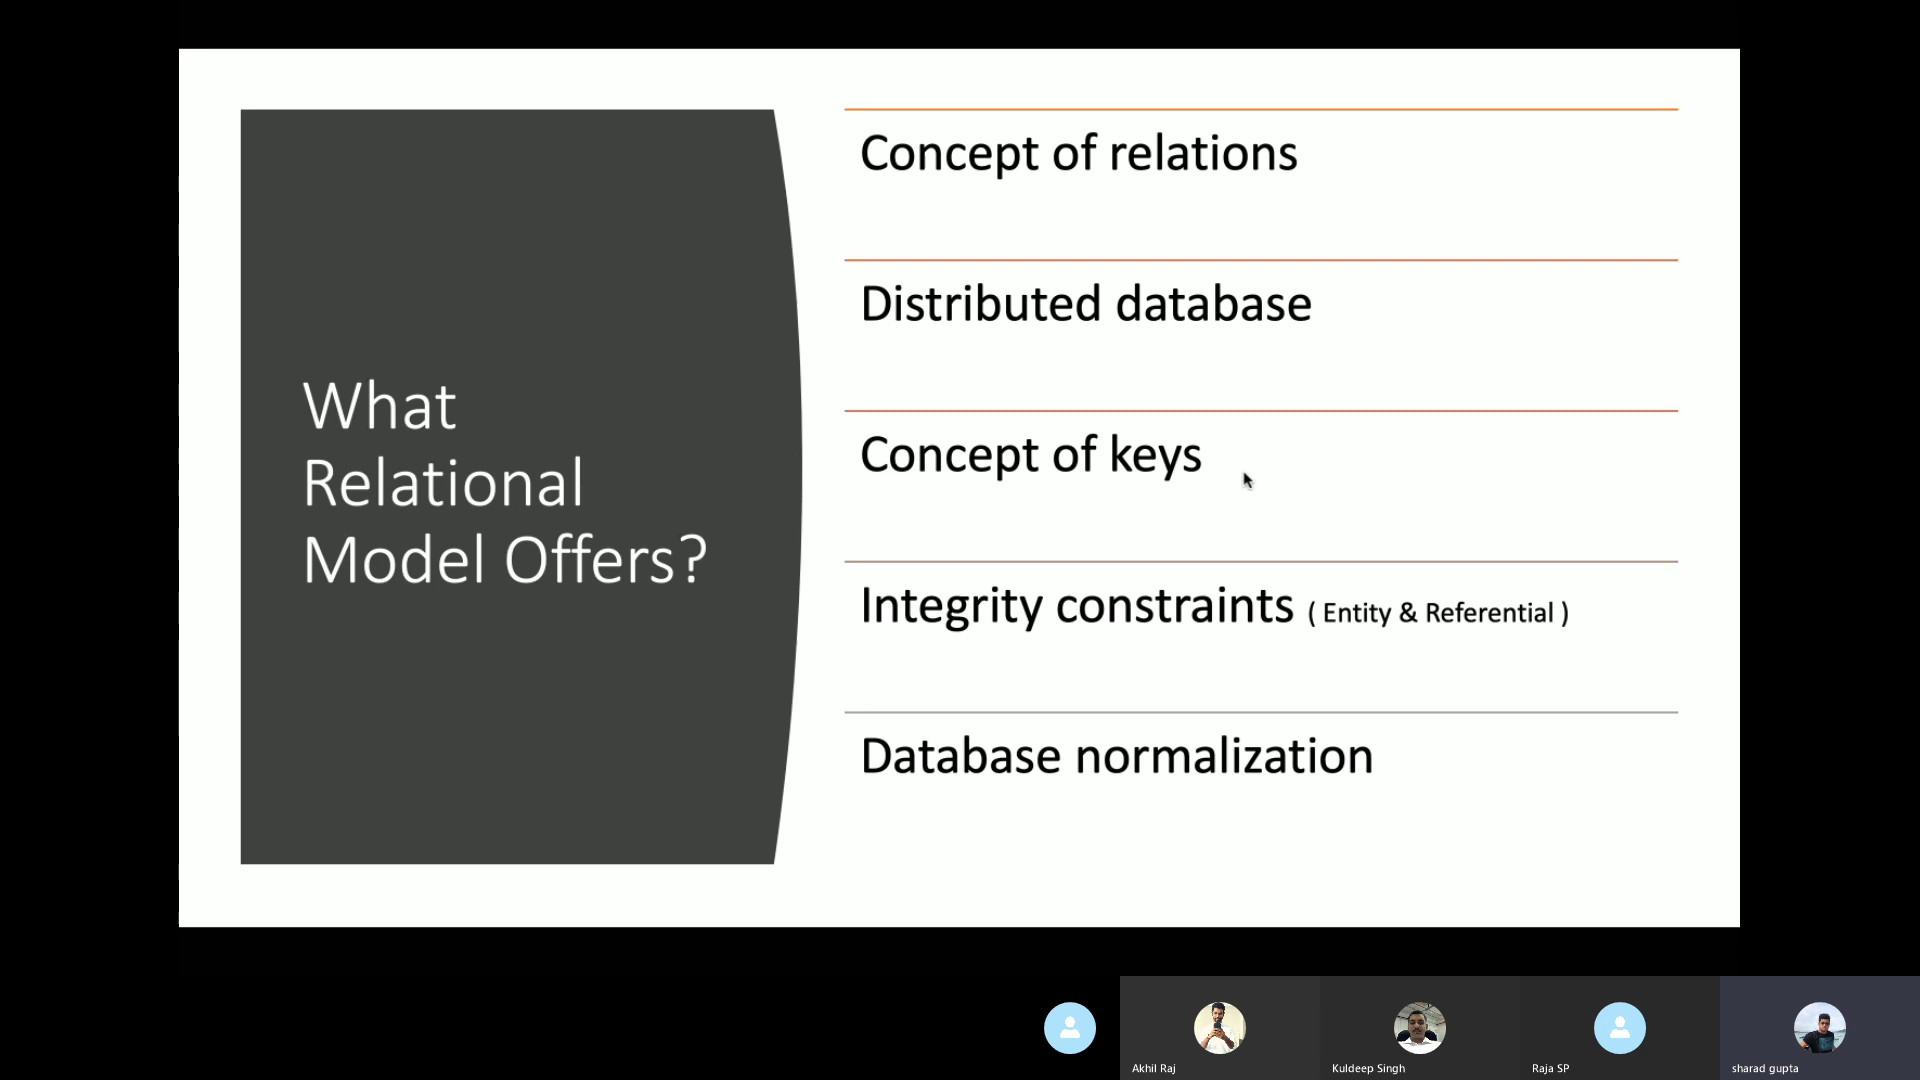 What
Relational
Model Offers?
Concept of relations
Distributed database
Concept of keys
Integrity constraints ( Entity & Referential )
Database normalization
Akhil Raj
Kuldeep Singh
Raja SP
sharad gupta